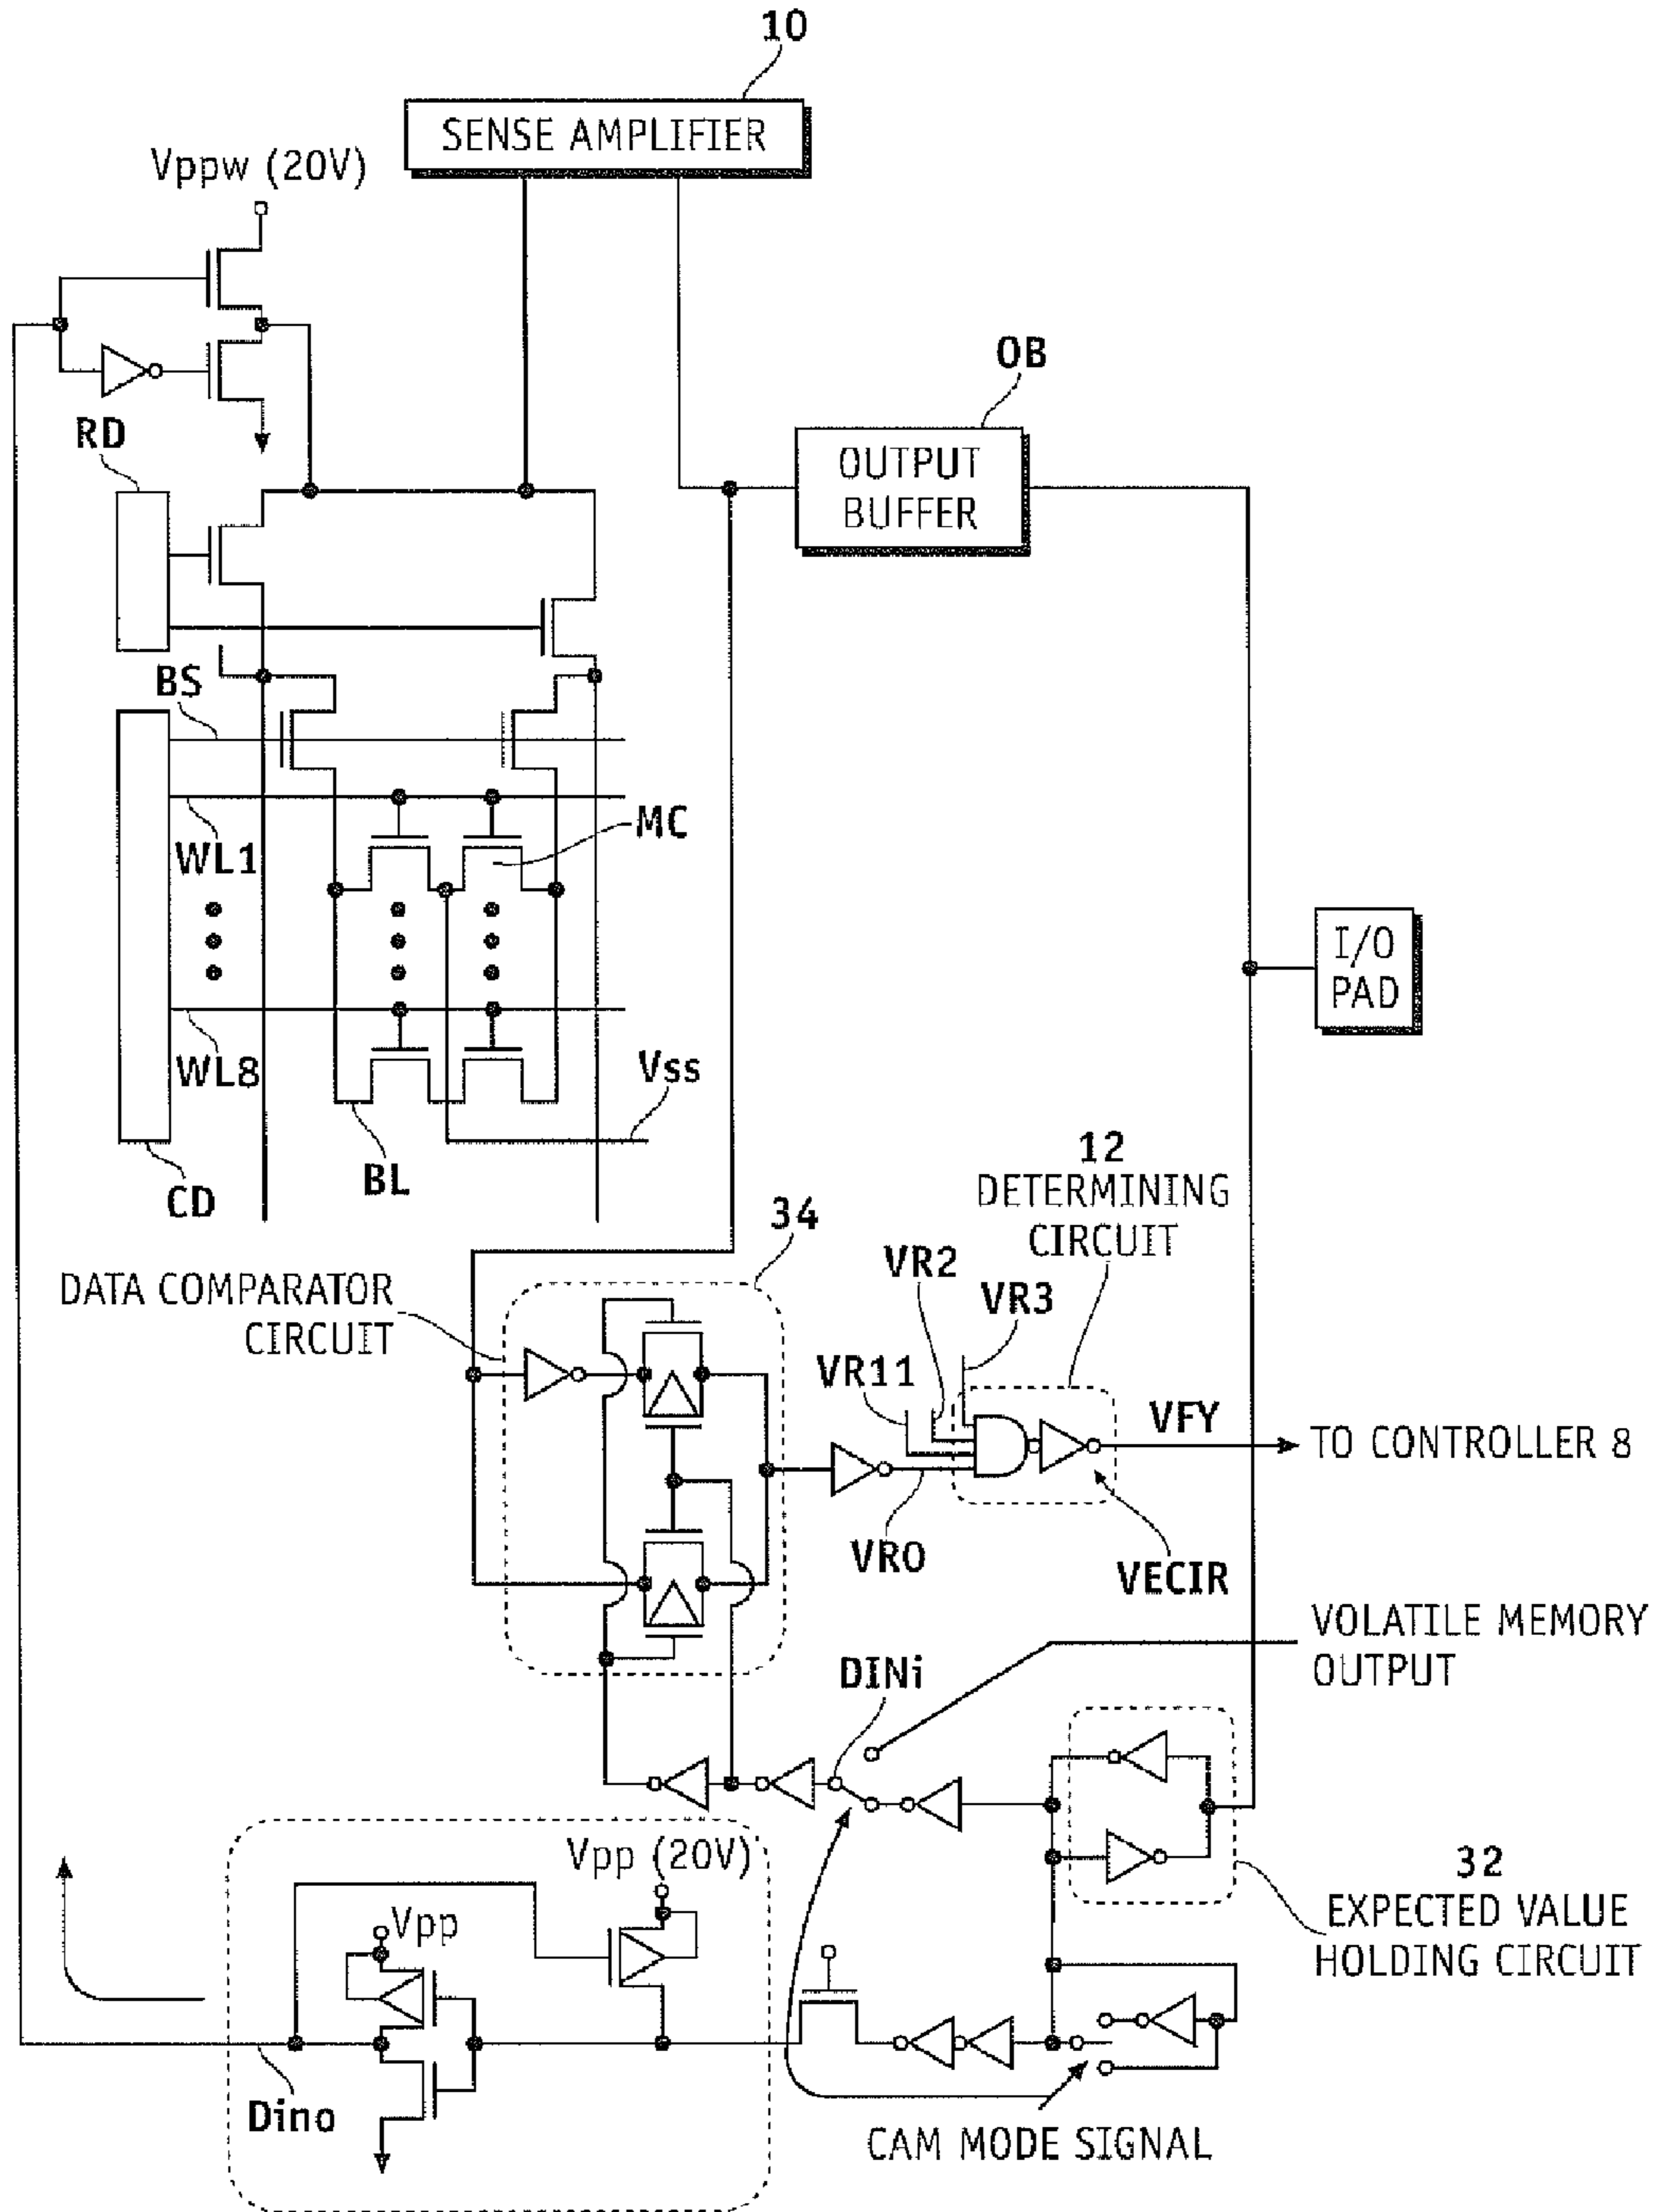 10
SENSE AMPLIFIER
Vppw (20V)
OB
RD
OUTPUT
BUFFER
BS
MC
WL1
I/O
PAD
WL8
Vss
12
BL
DETERMINING
CD
34
CIRCUIT
VR2
DATA COMPARATOR
CIRCUIT
VR3
VR11
VFY
TO CONTROLLER 8
VR0
VECIR
VOLATILE MEMORY
OUTPUT
DINi
Vpp (20V)
32
EXPECTED VALUE
HOLDING CIRCUIT
Vpp
Dino
CAM MODE SIGNAL